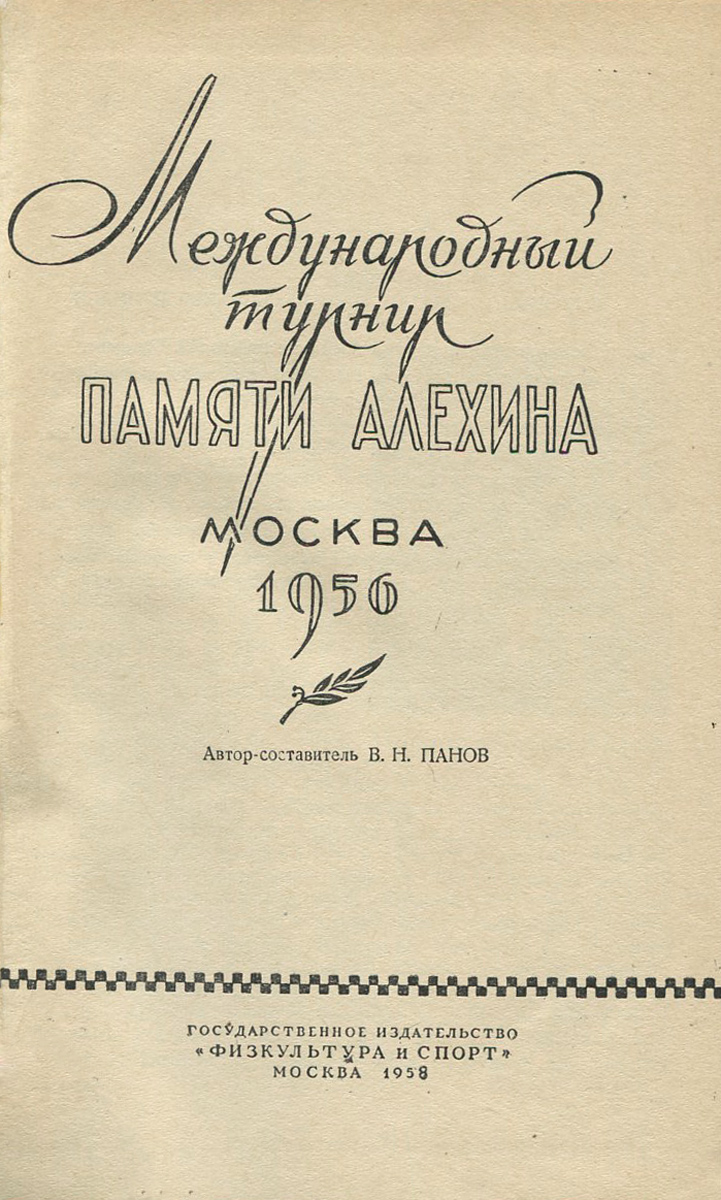 Международный
турнир
ПАМЯТИ АЛЕХИНА
МОСКВА
1956
Автор-составитель В. Н. ПАНОВ
ГОСУДАРСТВЕННОЕ ИЗДАТЕЛЬСТВО
«ФИЗКУЛЬТУРА И СПОРТ»
МОСКВА 1958